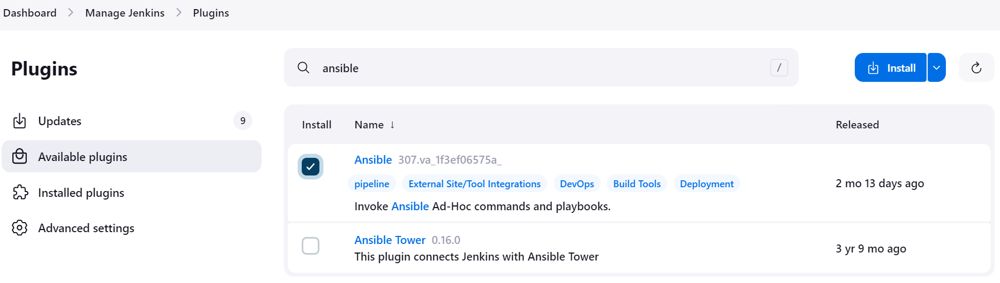 Dashboard > Manage Jenkins > Plugins
Plugins
ansible /
Install
Updates 9
Available plugins
Installed plugins
Advanced settings
Install Name ↓ Released
Ansible 307.va_1f3ef06575a_
pipeline External Site/Tool Integrations DevOps Build Tools Deployment
2 mo 13 days ago
Invoke Ansible Ad-Hoc commands and playbooks.
Ansible Tower 0.16.0
3 yr 9 mo ago
This plugin connects Jenkins with Ansible Tower